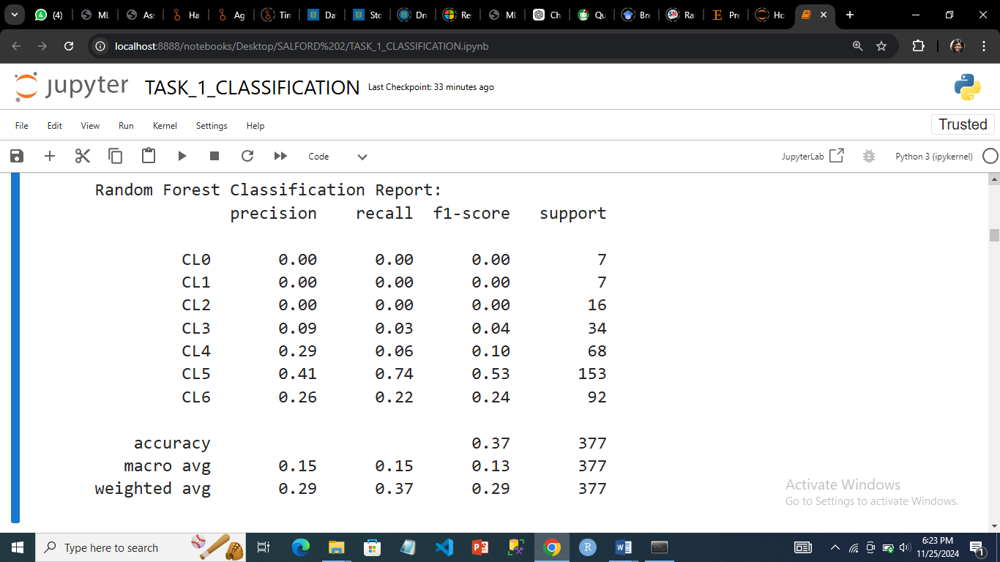 (4)
ML
As
Ha
Ag
Tin
Da
Sto
Dru
Re
ML
Ch
Qu
Bre
Ra
Pre
Ho
localhost:8888/notebooks/Desktop/SALFORD%202/TASK_1_CLASSIFICATION.ipynb
jupyter TASK_1_CLASSIFICATION Last Checkpoint: 33 minutes ago
File Edit View Run Kernel Settings Help Trusted
Code JupyterLab Python 3 (ipykernel)
Random Forest Classification Report:
precision recall f1-score support
CL0 0.00 0.00 0.00 7
CL1 0.00 0.00 0.00 7
CL2 0.00 0.00 0.00 16
CL3 0.09 0.03 0.04 34
CL4 0.29 0.06 0.10 68
CL5 0.41 0.74 0.53 153
CL6 0.26 0.22 0.24 92
accuracy 0.37 377
macro avg 0.15 0.15 0.13 377
weighted avg 0.29 0.37 0.29 377
Activate Windows
Go to Settings to activate Windows.
Type here to search
6:23 PM
11/25/2024
1